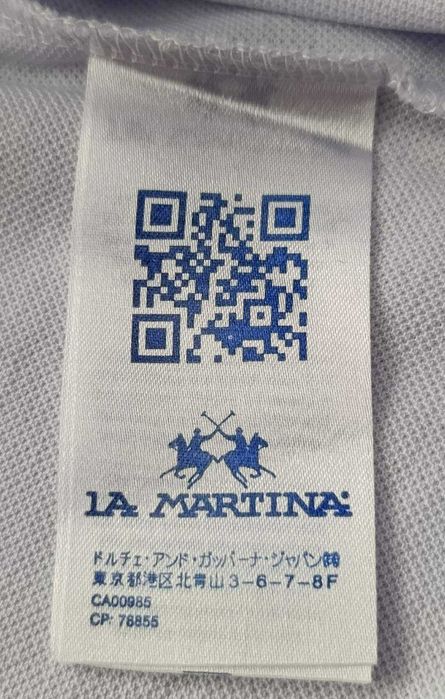 LA MARTINA
ドルチェ・アンド・ガッバーナ・ジャパン㈱
東京都港区北青山3-6-7-8F
CA00985
CP: 78855